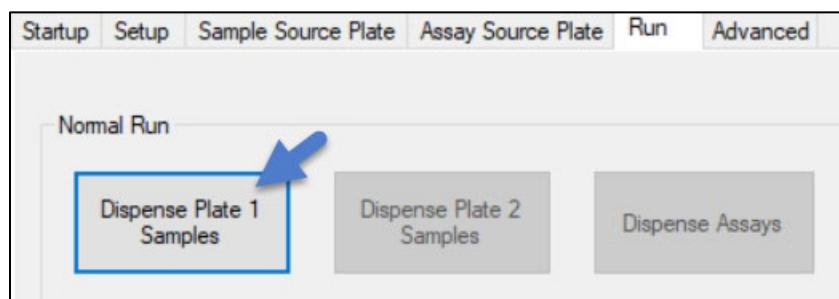 Startup Setup Sample Source Plate Assay Source Plate Run Advanced
Normal Run
Dispense Plate 1
Samples
Dispense Plate 2
Samples
Dispense Assays